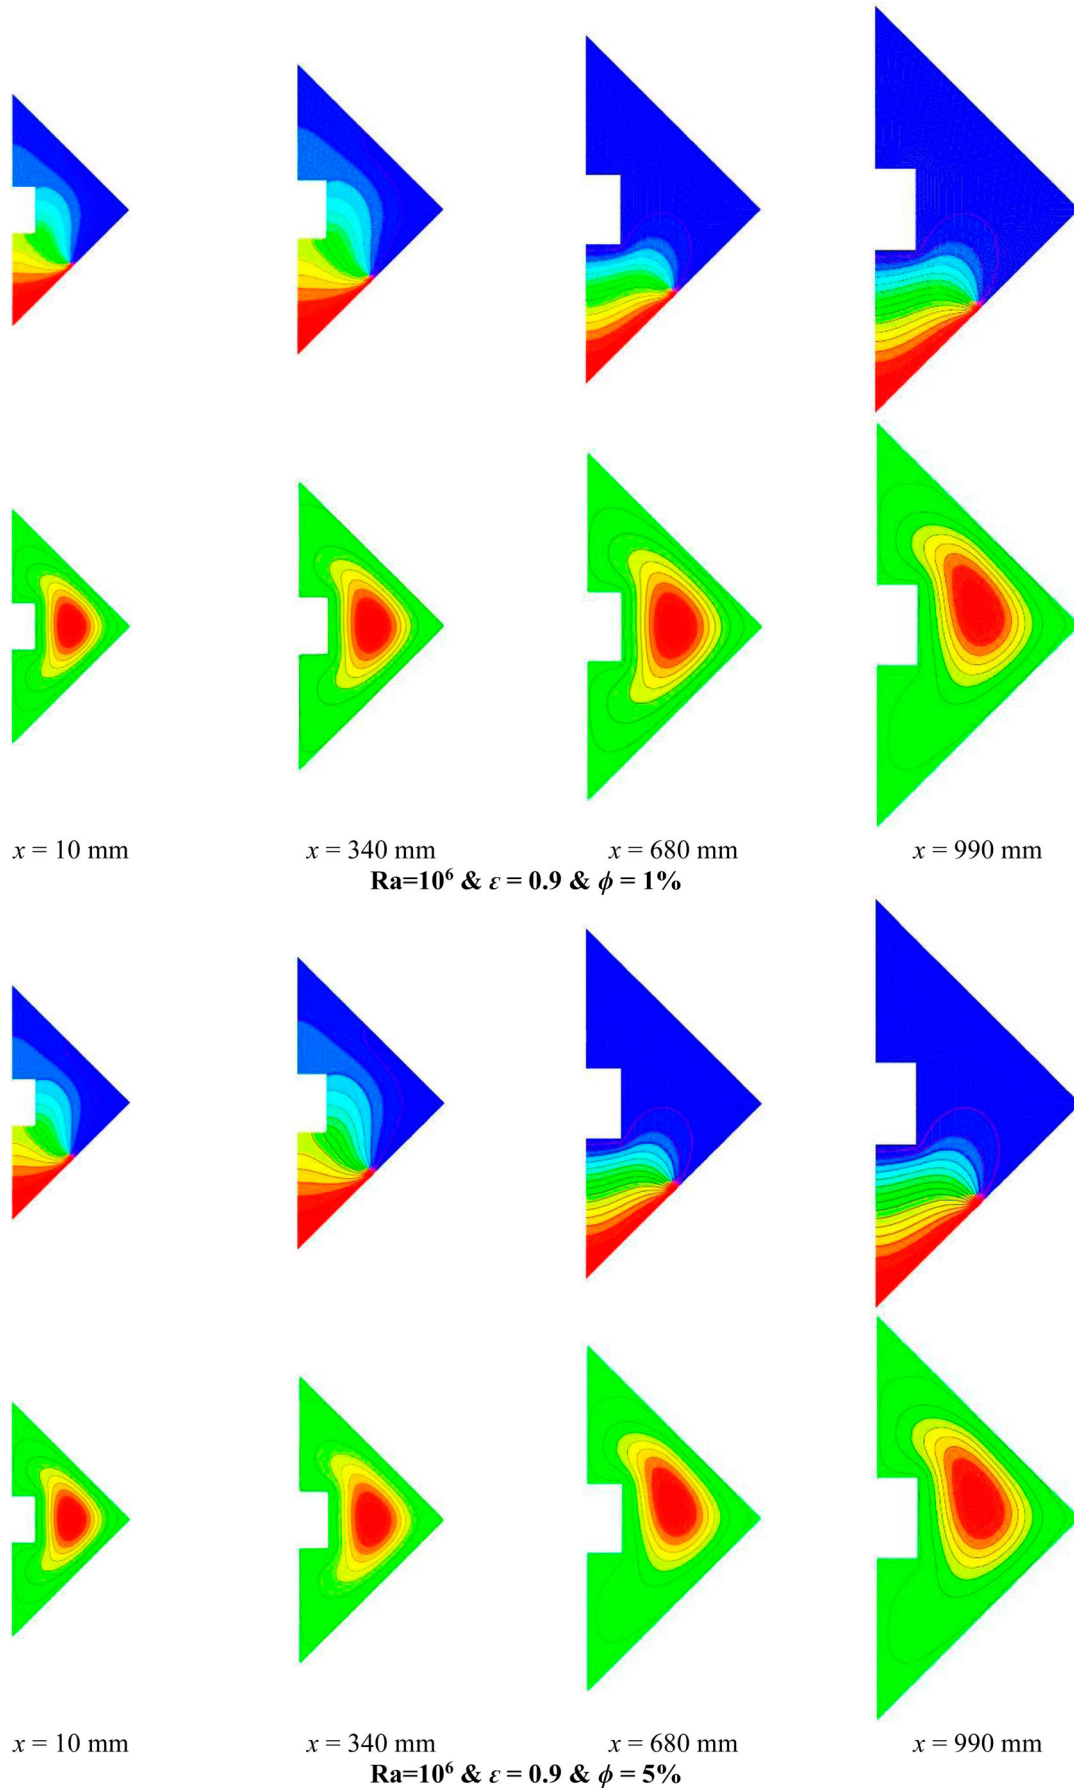 x = 10 mm x = 340 mm x = 680 mm x = 990 mm
Ra=10⁶ & ε = 0.9 & ϕ = 1%
x = 10 mm x = 340 mm x = 680 mm x = 990 mm
Ra=10⁶ & ε = 0.9 & ϕ = 5%